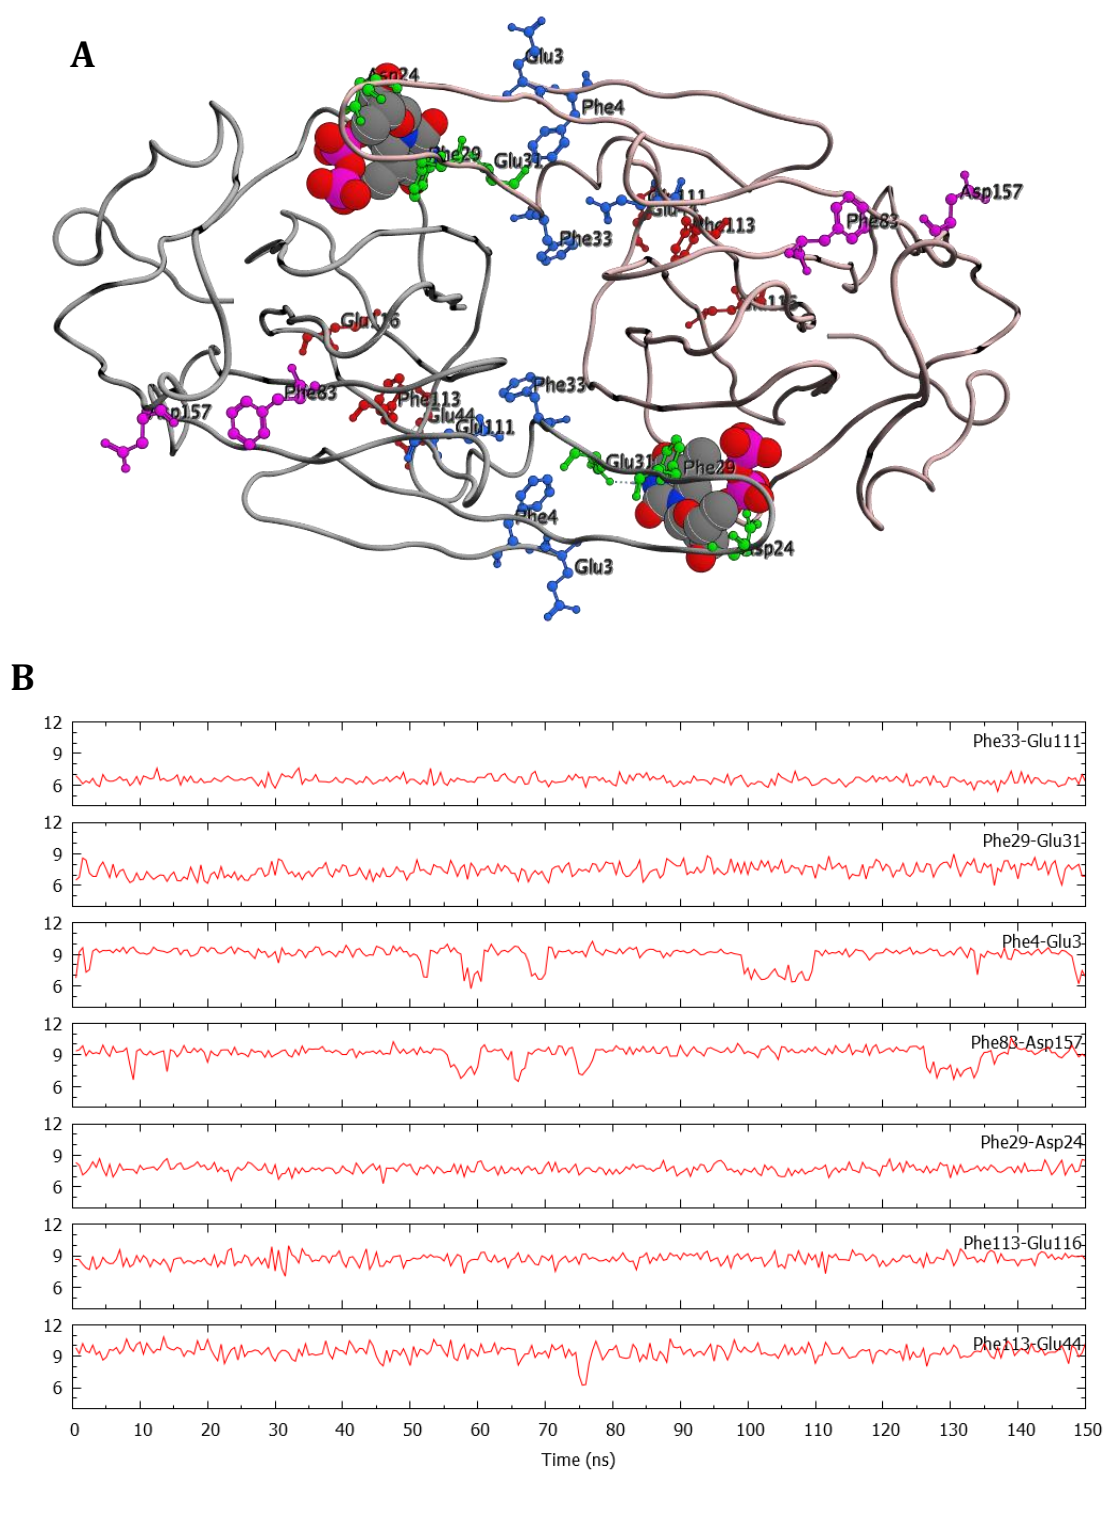 A
Glu3
Asp24
Phe4
Phe29
Glu31
Asp157
Glu111
Glu44
Phe83
Phe113
Phe33
Glu116
Glu116
Phe33
Phe83
Phe113
Asp157
Glu44
Glu111
Glu31
Phe29
Phe4
Asp24
Glu3
B
12
Phe33-Glu111
9
6
12
Phe29-Glu31
9
6
12
Phe4-Glu3
9
6
12
Phe83-Asp157
9
6
12
Phe29-Asp24
9
6
12
Phe113-Glu116
9
6
12
Phe113-Glu44
9
6
0 10 20 30 40 50 60 70 80 90 100 110 120 130 140 150
Time (ns)